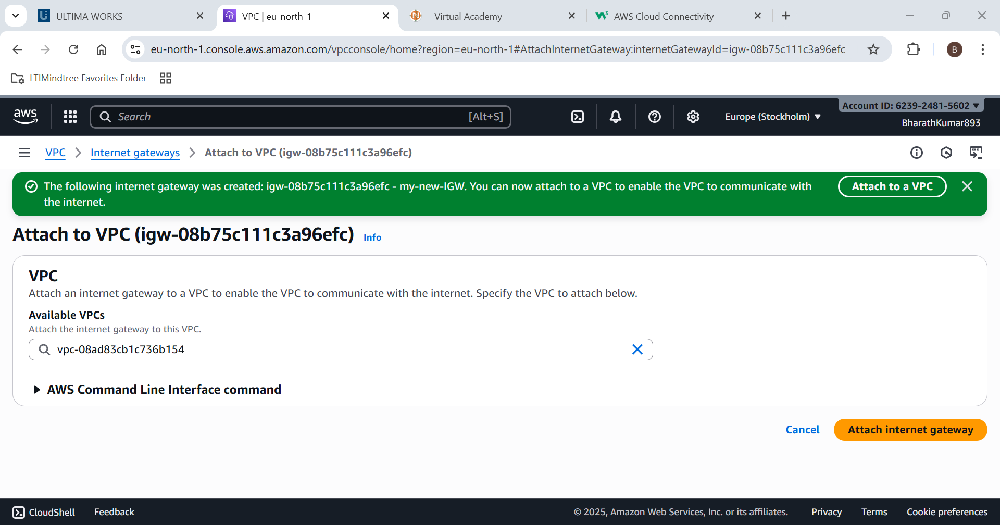 ULTIMA WORKS
VPC | eu-north-1
- Virtual Academy
AWS Cloud Connectivity
eu-north-1.console.aws.amazon.com/vpcconsole/home?region=eu-north-1#AttachInternetGateway:internetGatewayId=igw-08b75c111c3a96efc
B
LTIMindtree Favorites Folder
aws
Search
[Alt+S]
Europe (Stockholm)
Account ID: 6239-2481-5602
BharathKumar893
VPC
Internet gateways
Attach to VPC (igw-08b75c111c3a96efc)
The following internet gateway was created: igw-08b75c111c3a96efc - my-new-IGW. You can now attach to a VPC to enable the VPC to communicate with
the internet.
Attach to a VPC
Attach to VPC (igw-08b75c111c3a96efc)
Info
VPC
Attach an internet gateway to a VPC to enable the VPC to communicate with the internet. Specify the VPC to attach below.
Available VPCs
Attach the internet gateway to this VPC.
vpc-08ad83cb1c736b154
AWS Command Line Interface command
Cancel
Attach internet gateway
CloudShell
Feedback
© 2025, Amazon Web Services, Inc. or its affiliates.
Privacy
Terms
Cookie preferences